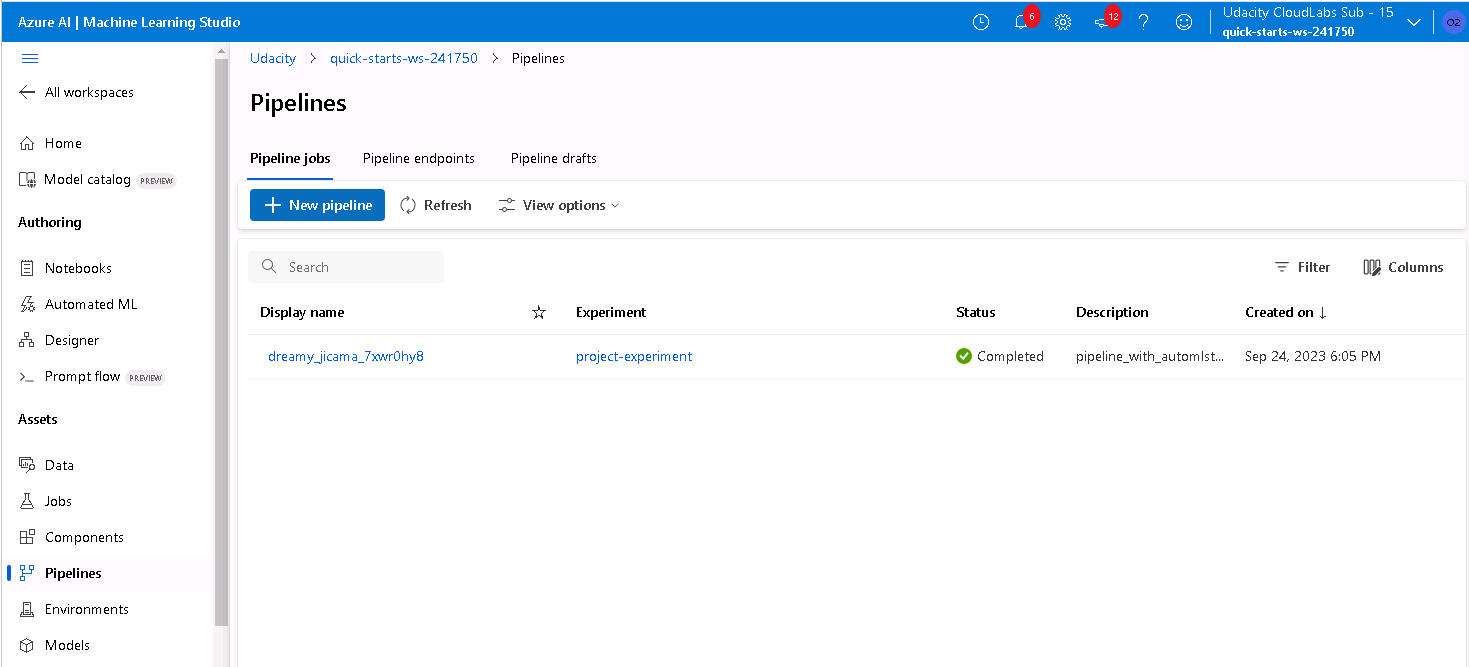 Azure AI | Machine Learning Studio
6
12
Udacity CloudLabs Sub - 15
quick-starts-ws-241750
O2
All workspaces
Home
Model catalog PREVIEW
Authoring
Notebooks
Automated ML
Designer
Prompt flow PREVIEW
Assets
Data
Jobs
Components
Pipelines
Environments
Models
Udacity > quick-starts-ws-241750 > Pipelines
Pipelines
Pipeline jobs Pipeline endpoints Pipeline drafts
New pipeline Refresh View options
Search Filter Columns
Display name Experiment Status Description Created on ↓
dreamy_jicama_7xwr0hy8 project-experiment Completed pipeline_with_automlst... Sep 24, 2023 6:05 PM